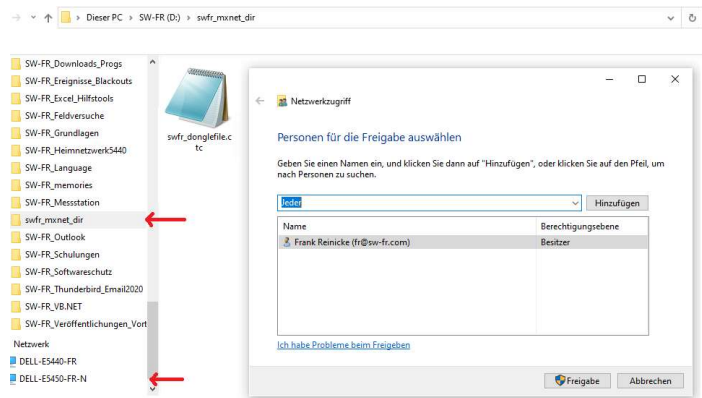 Dieser PC > SW-FR (D:) > swfr_mxnet_dir
SW-FR_Downloads_Progs
SW-FR_Ereignisse_Blackouts
SW-FR_Excel_Hilfstools
SW-FR_Feldversuche
SW-FR_Grundlagen
SW-FR_Heimnetzwerk5440
SW-FR_Language
SW-FR_memories
SW-FR_Messstation
swfr_mxnet_dir
SW-FR_Outlook
SW-FR_Schulungen
SW-FR_Softwareschutz
SW-FR_Thunderbird_Email2020
SW-FR_VB.NET
SW-FR_Veröffentlichungen_Vort
Netzwerk
DELL-E5440-FR
DELL-E5450-FR-N
swfr_donglefile.c
tc
Netzwerkzugriff
Personen für die Freigabe auswählen
Geben Sie einen Namen ein, und klicken Sie dann auf "Hinzufügen", oder klicken Sie auf den Pfeil, um
nach Personen zu suchen.
Jeder
Hinzufügen
Name Berechtigungsebene
Frank Reinicke (fr@sw-fr.com) Besitzer
Ich habe Probleme beim Freigeben
Freigabe Abbrechen